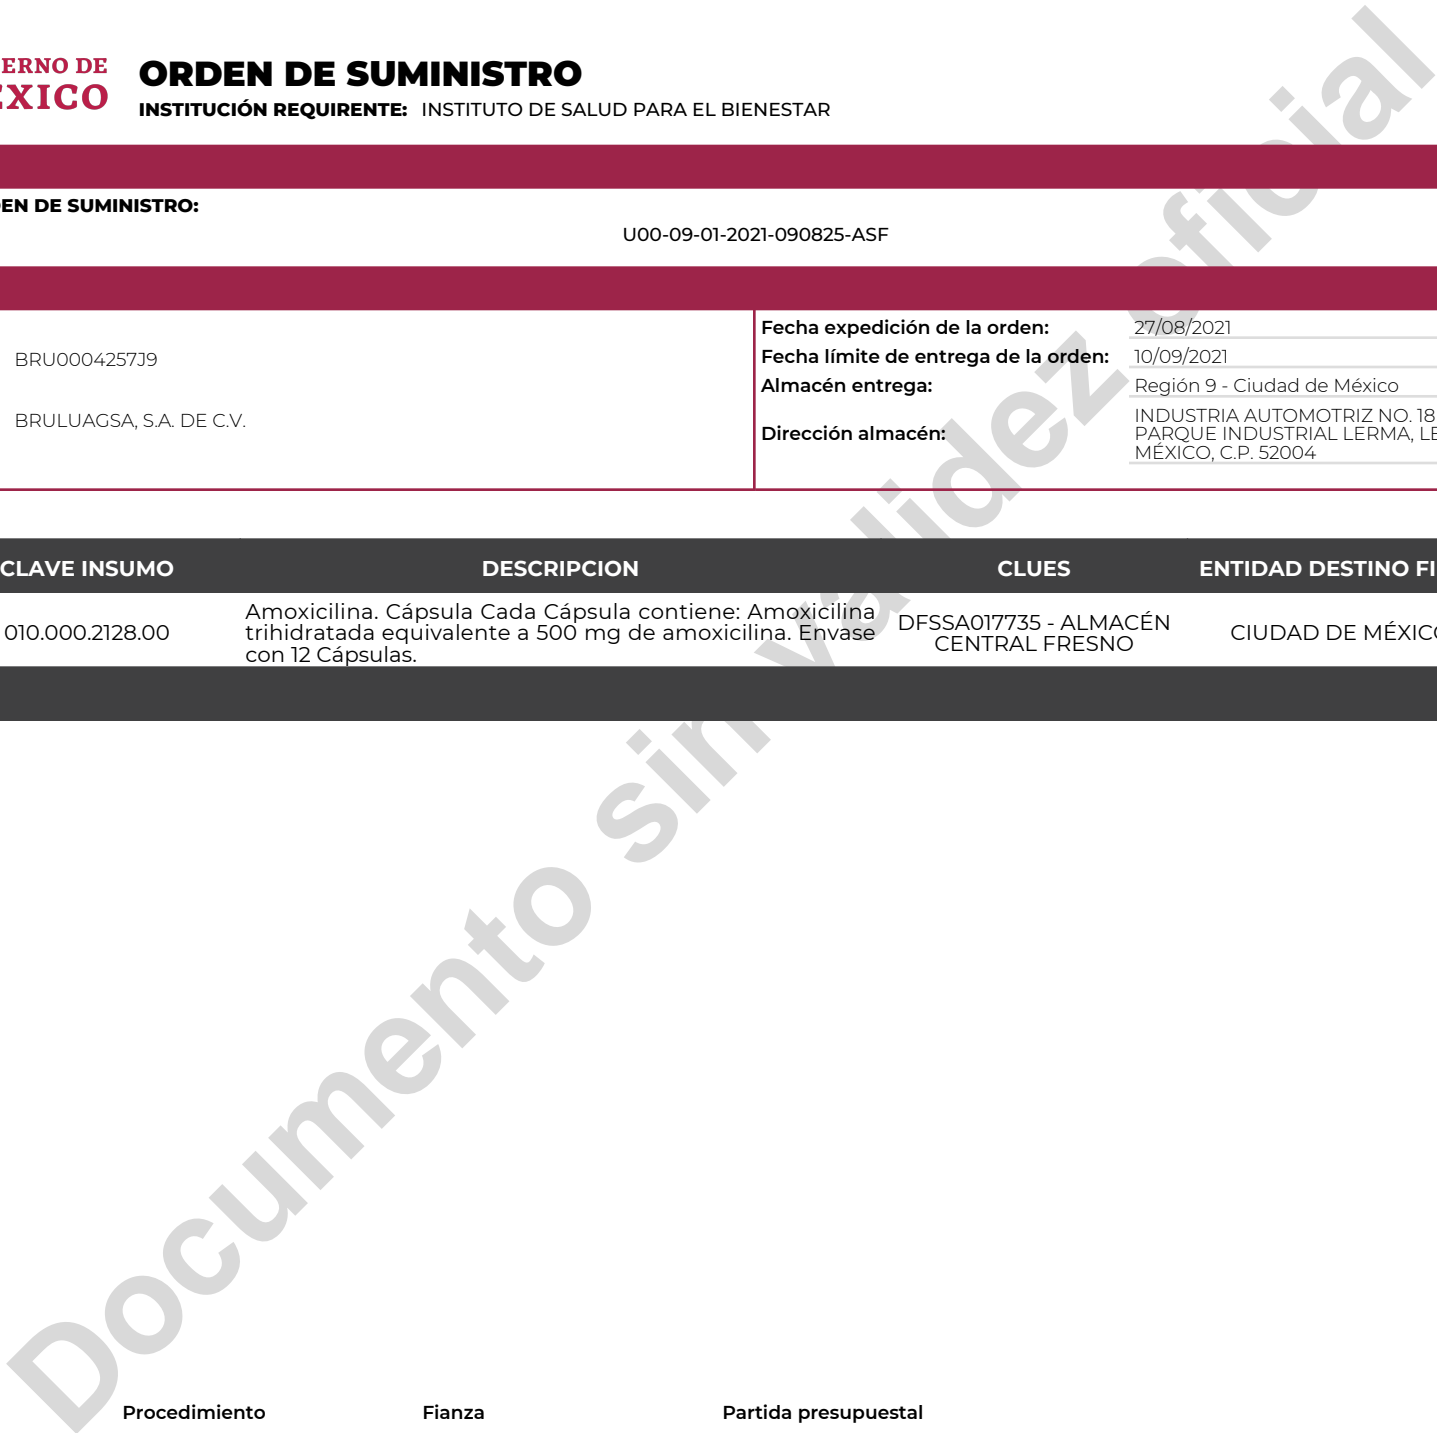 ERNO DE
ÉXICO
ORDEN DE SUMINISTRO
INSTITUCIÓN REQUIRENTE: INSTITUTO DE SALUD PARA EL BIENESTAR
EN DE SUMINISTRO:
U00-09-01-2021-090825-ASF
BRU0004257J9
BRULUAGSA, S.A. DE C.V.
Fecha expedición de la orden: 27/08/2021
Fecha límite de entrega de la orden: 10/09/2021
Almacén entrega: Región 9 - Ciudad de México
Dirección almacén: INDUSTRIA AUTOMOTRIZ NO. 18
PARQUE INDUSTRIAL LERMA, LE
MÉXICO, C.P. 52004
CLAVE INSUMO DESCRIPCION CLUES ENTIDAD DESTINO FI
010.000.2128.00
Amoxicilina. Cápsula Cada Cápsula contiene: Amoxicilina
trihidratada equivalente a 500 mg de amoxicilina. Envase
con 12 Cápsulas.
DFSSA017735 - ALMACÉN
CENTRAL FRESNO
CIUDAD DE MÉXICO
Documento sin validez oficial
Procedimiento Fianza Partida presupuestal